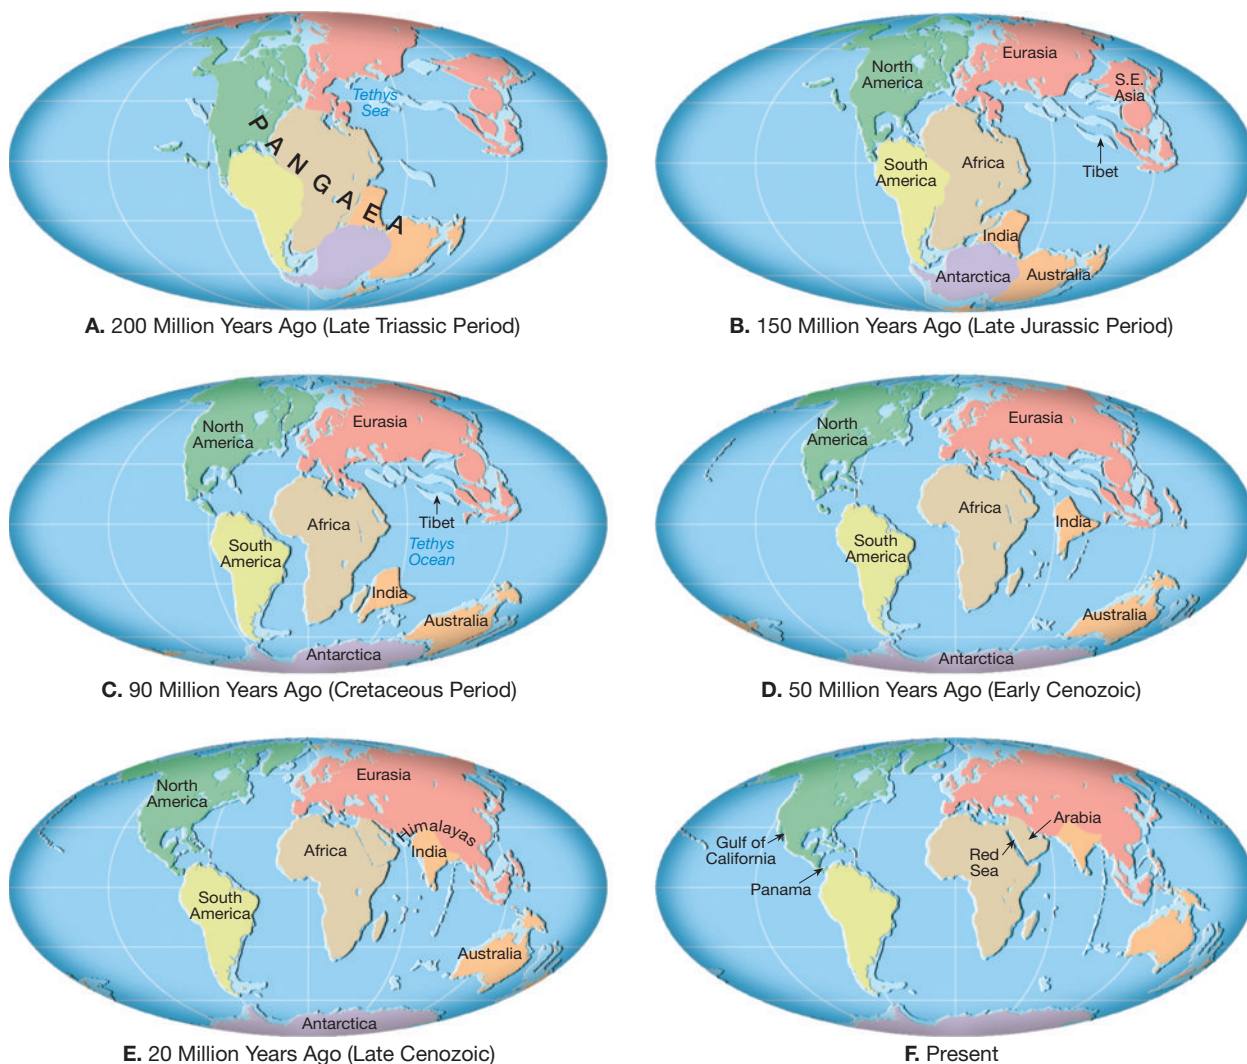 Tethys
Sea
PANGAEA
A. 200 Million Years Ago (Late Triassic Period)
North
America
Eurasia
S.E.
Asia
Tibet
South
America
Africa
India
Antarctica
Australia
B. 150 Million Years Ago (Late Jurassic Period)
North
America
Eurasia
Tibet
Tethys
Ocean
Africa
South
America
India
Australia
Antarctica
C. 90 Million Years Ago (Cretaceous Period)
North
America
Eurasia
Africa
India
South
America
Australia
Antarctica
D. 50 Million Years Ago (Early Cenozoic)
North
America
Eurasia
Himalayas
India
Africa
South
America
Australia
Antarctica
E. 20 Million Years Ago (Late Cenozoic)
Gulf of
California
Panama
Arabia
Red
Sea
F. Present